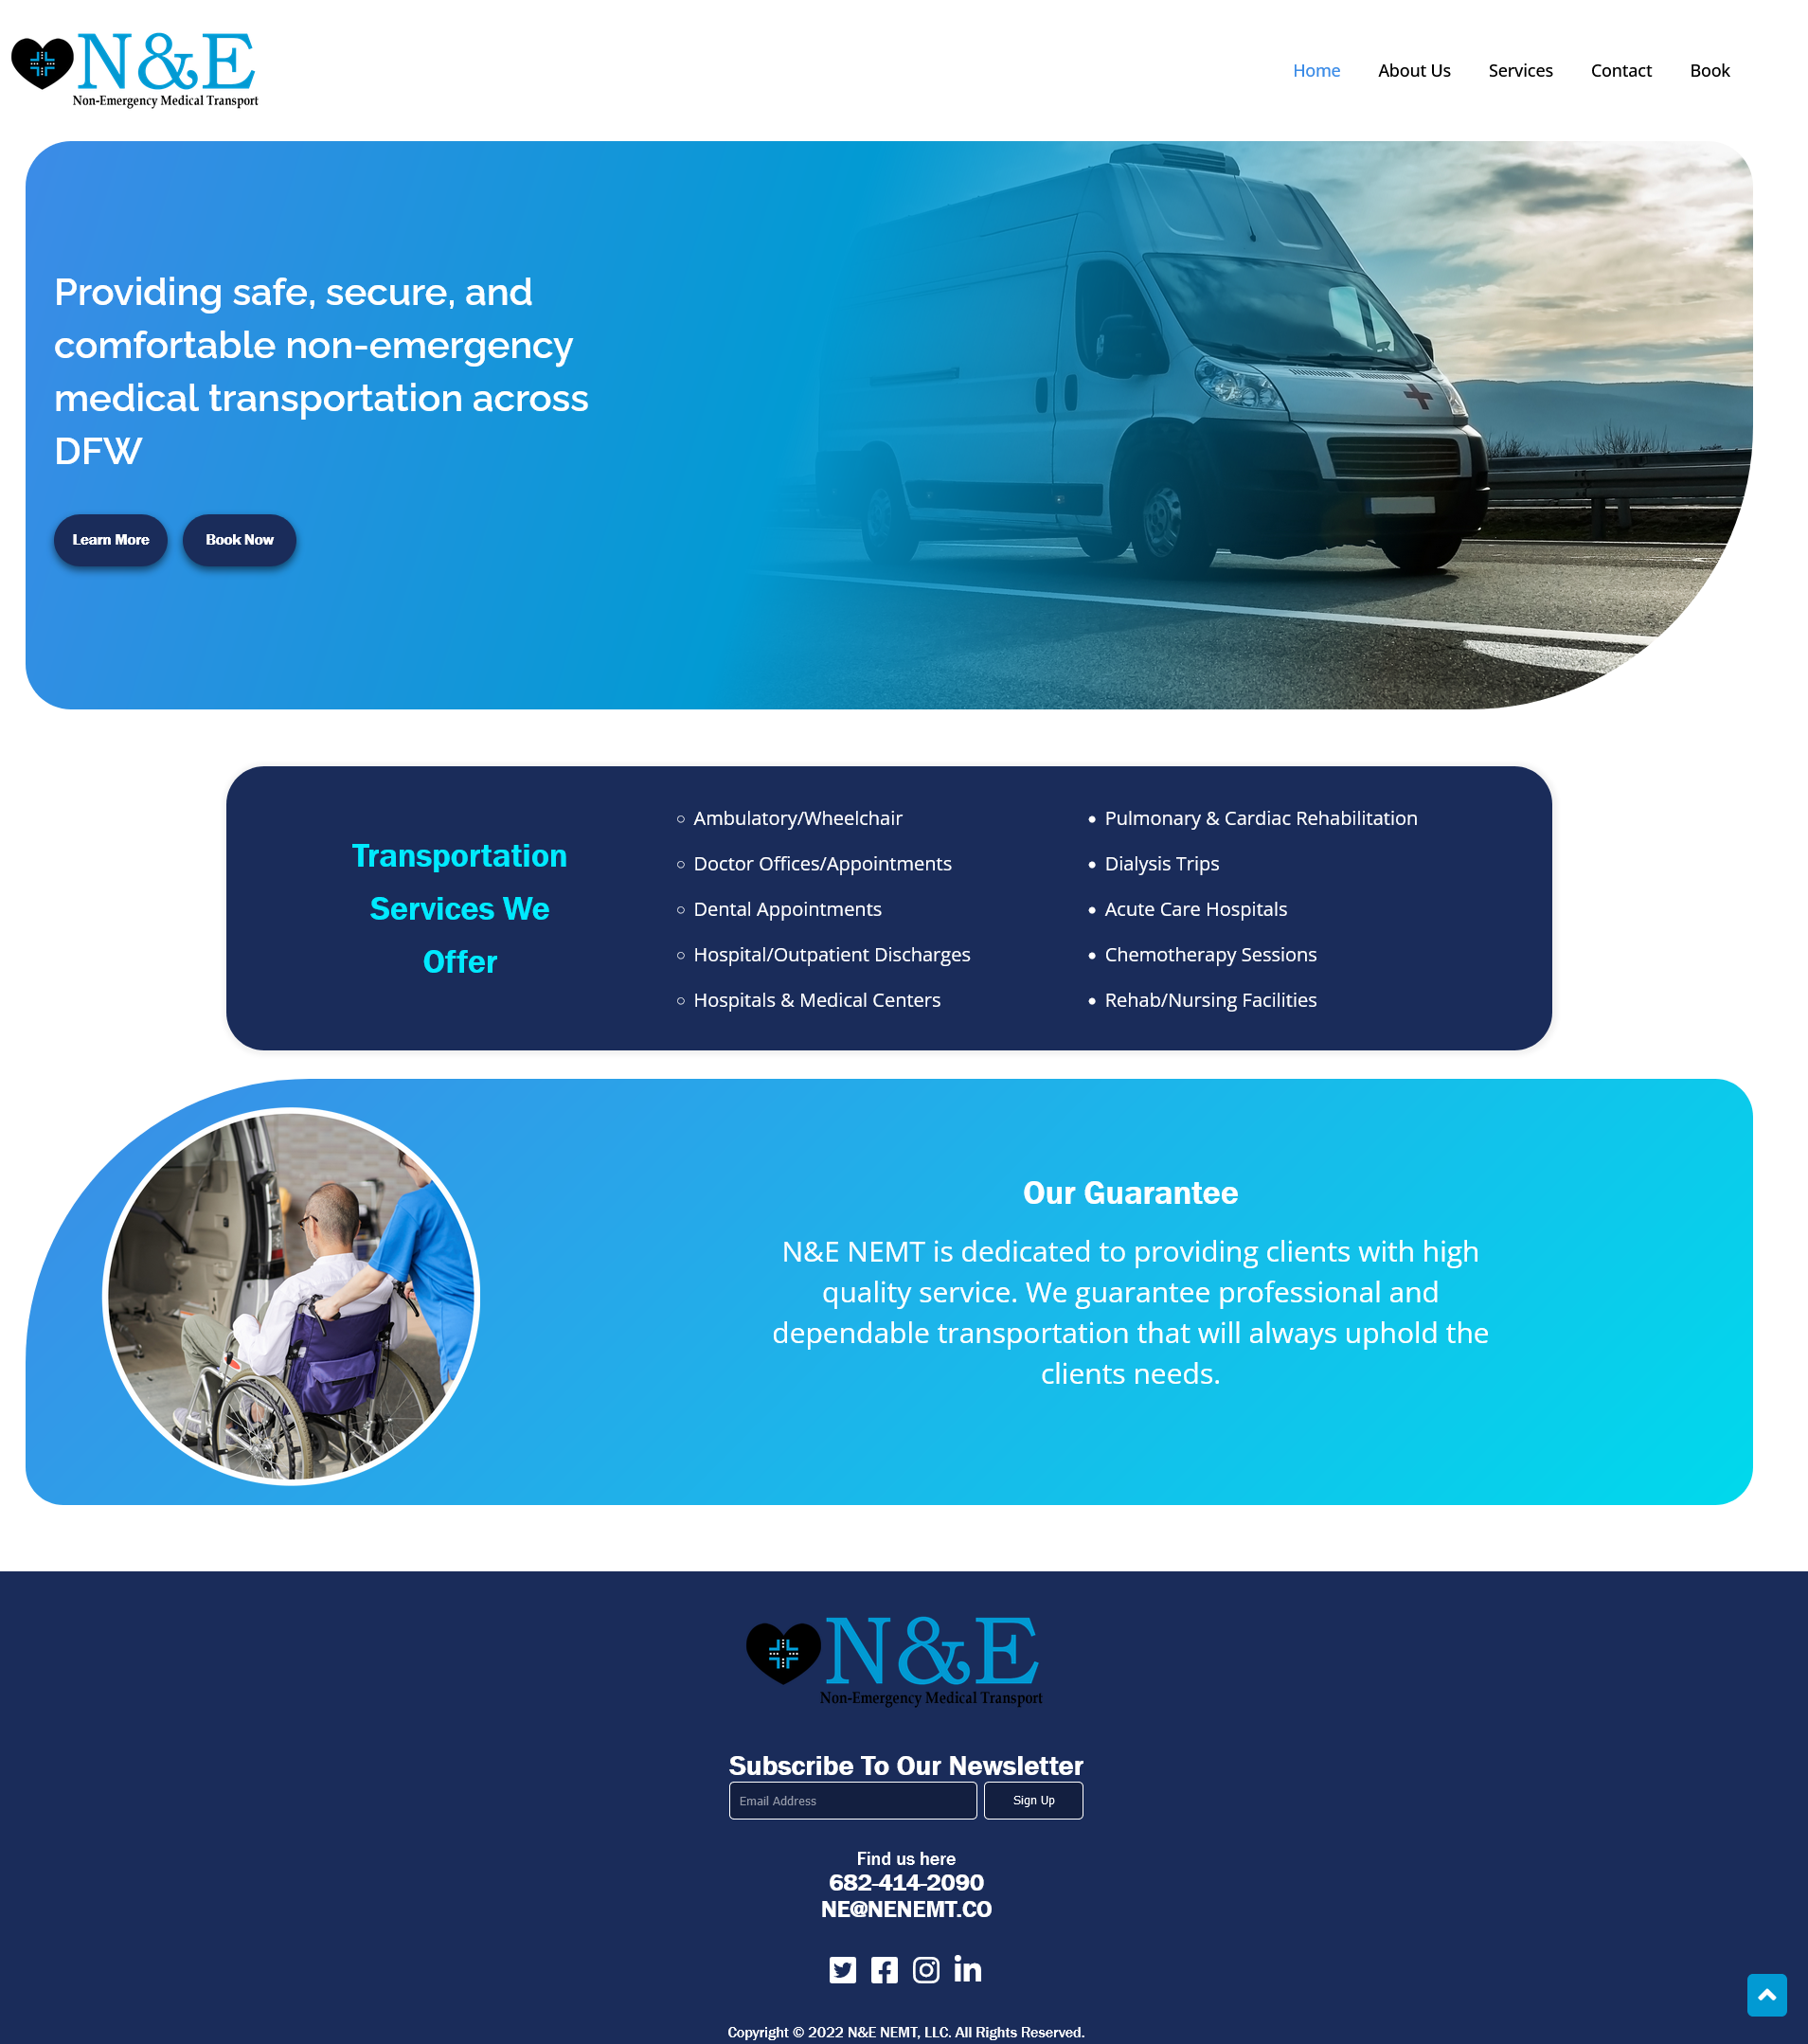 N&E
Non-Emergency Medical Transport
Home About Us Services Contact Book
Providing safe, secure, and
comfortable non-emergency
medical transportation across
DFW
Learn More Book Now
Transportation
Services We
Offer
Ambulatory/Wheelchair
Doctor Offices/Appointments
Dental Appointments
Hospital/Outpatient Discharges
Hospitals & Medical Centers
Pulmonary & Cardiac Rehabilitation
Dialysis Trips
Acute Care Hospitals
Chemotherapy Sessions
Rehab/Nursing Facilities
Our Guarantee
N&E NEMT is dedicated to providing clients with high
quality service. We guarantee professional and
dependable transportation that will always uphold the
clients needs.
N&E
Non-Emergency Medical Transport
Subscribe To Our Newsletter
Email Address Sign Up
Find us here
682-414-2090
NE@NENEMT.CO
Copyright © 2022 N&E NEMT, LLC. All Rights Reserved.